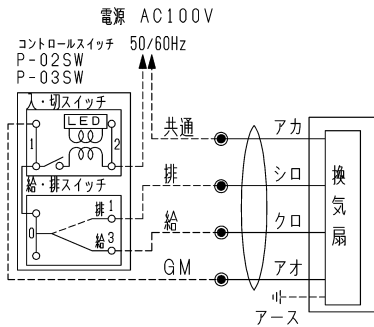 電源 AC100V
50/60Hz
コントロールスイッチ
P-02SW
P-03SW
入・切スイッチ
LED
1
2
給・排スイッチ
排1
0
給3
共通
排
給
GM
アカ
シロ
クロ
アオ
アース
換気扇